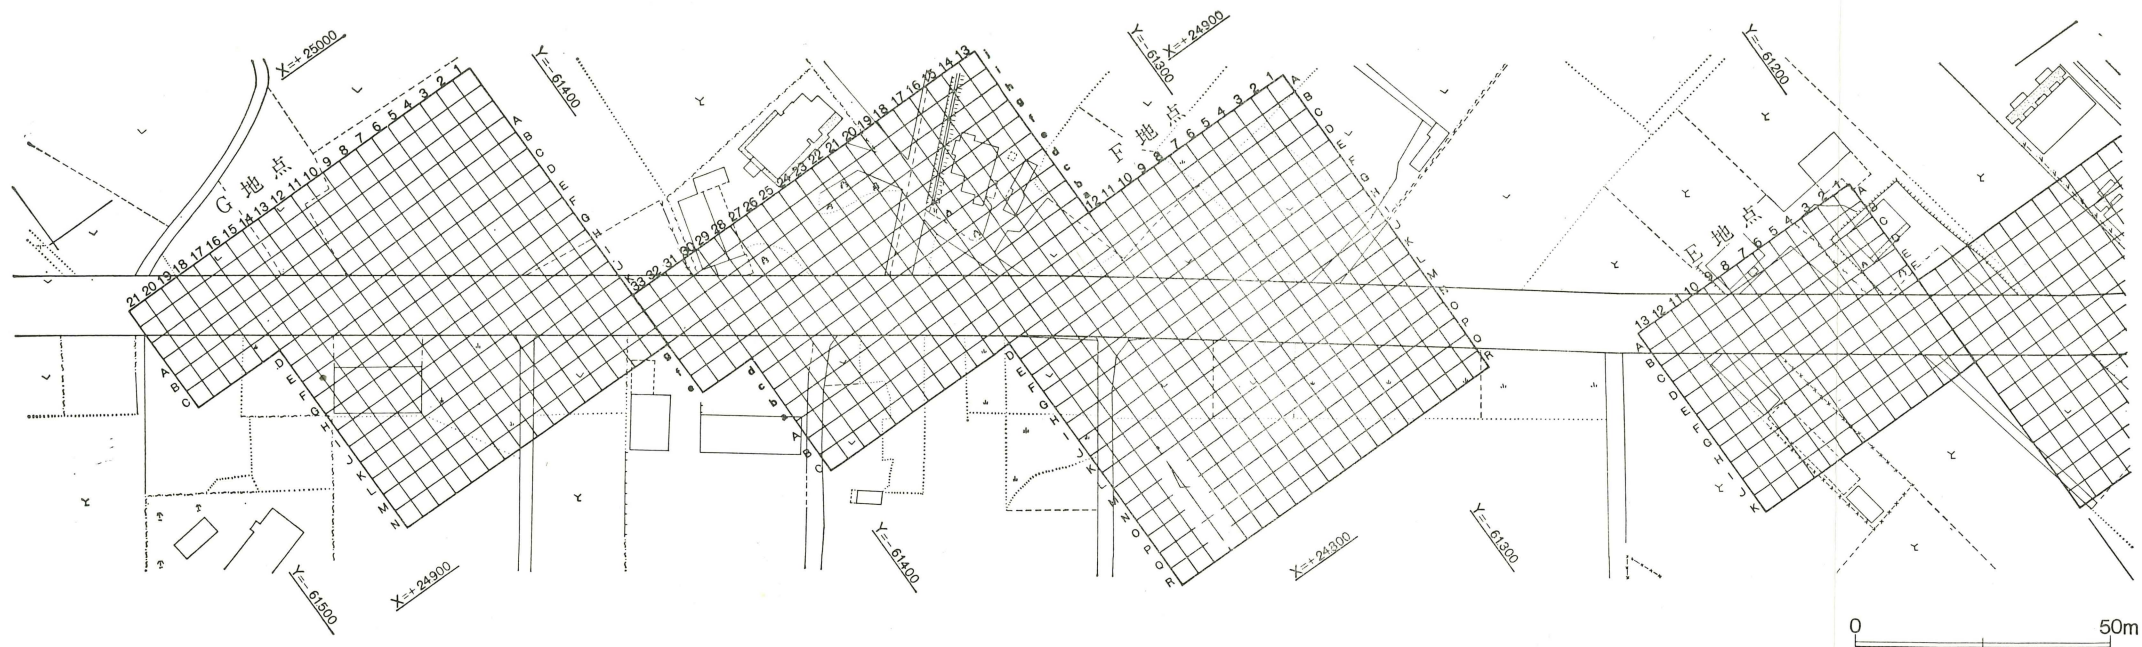 X=+25000
Y=-61400
Y=-61300
X=+24900
Y=-61200
G地点
21 20 19 18 17 16 15 14 13 12 11 10 9 8 7 6 5 4 3 2 1
A B C D E F G H I J K
A B C
D E F G H I J K L M N
33 32 31 30 29 28 27 26 25 24 23 22 21 20 19 18 17 16 15 14 13
j i h g f e d c b a
g f e
d c b a A B C
F地点
12 11 10 9 8 7 6 5 4 3 2 1
A B C D E F G H I J K L M N O P Q R
D E F G H I J K L M N O P Q R
E地点
13 12 11 10 9 8 7 6 5 4 3 2 1
A B C D E F
A B C D E F G H I J K
Y=-61500
X=+24900
Y=-61400
X=+24800
Y=-61300
0 50m